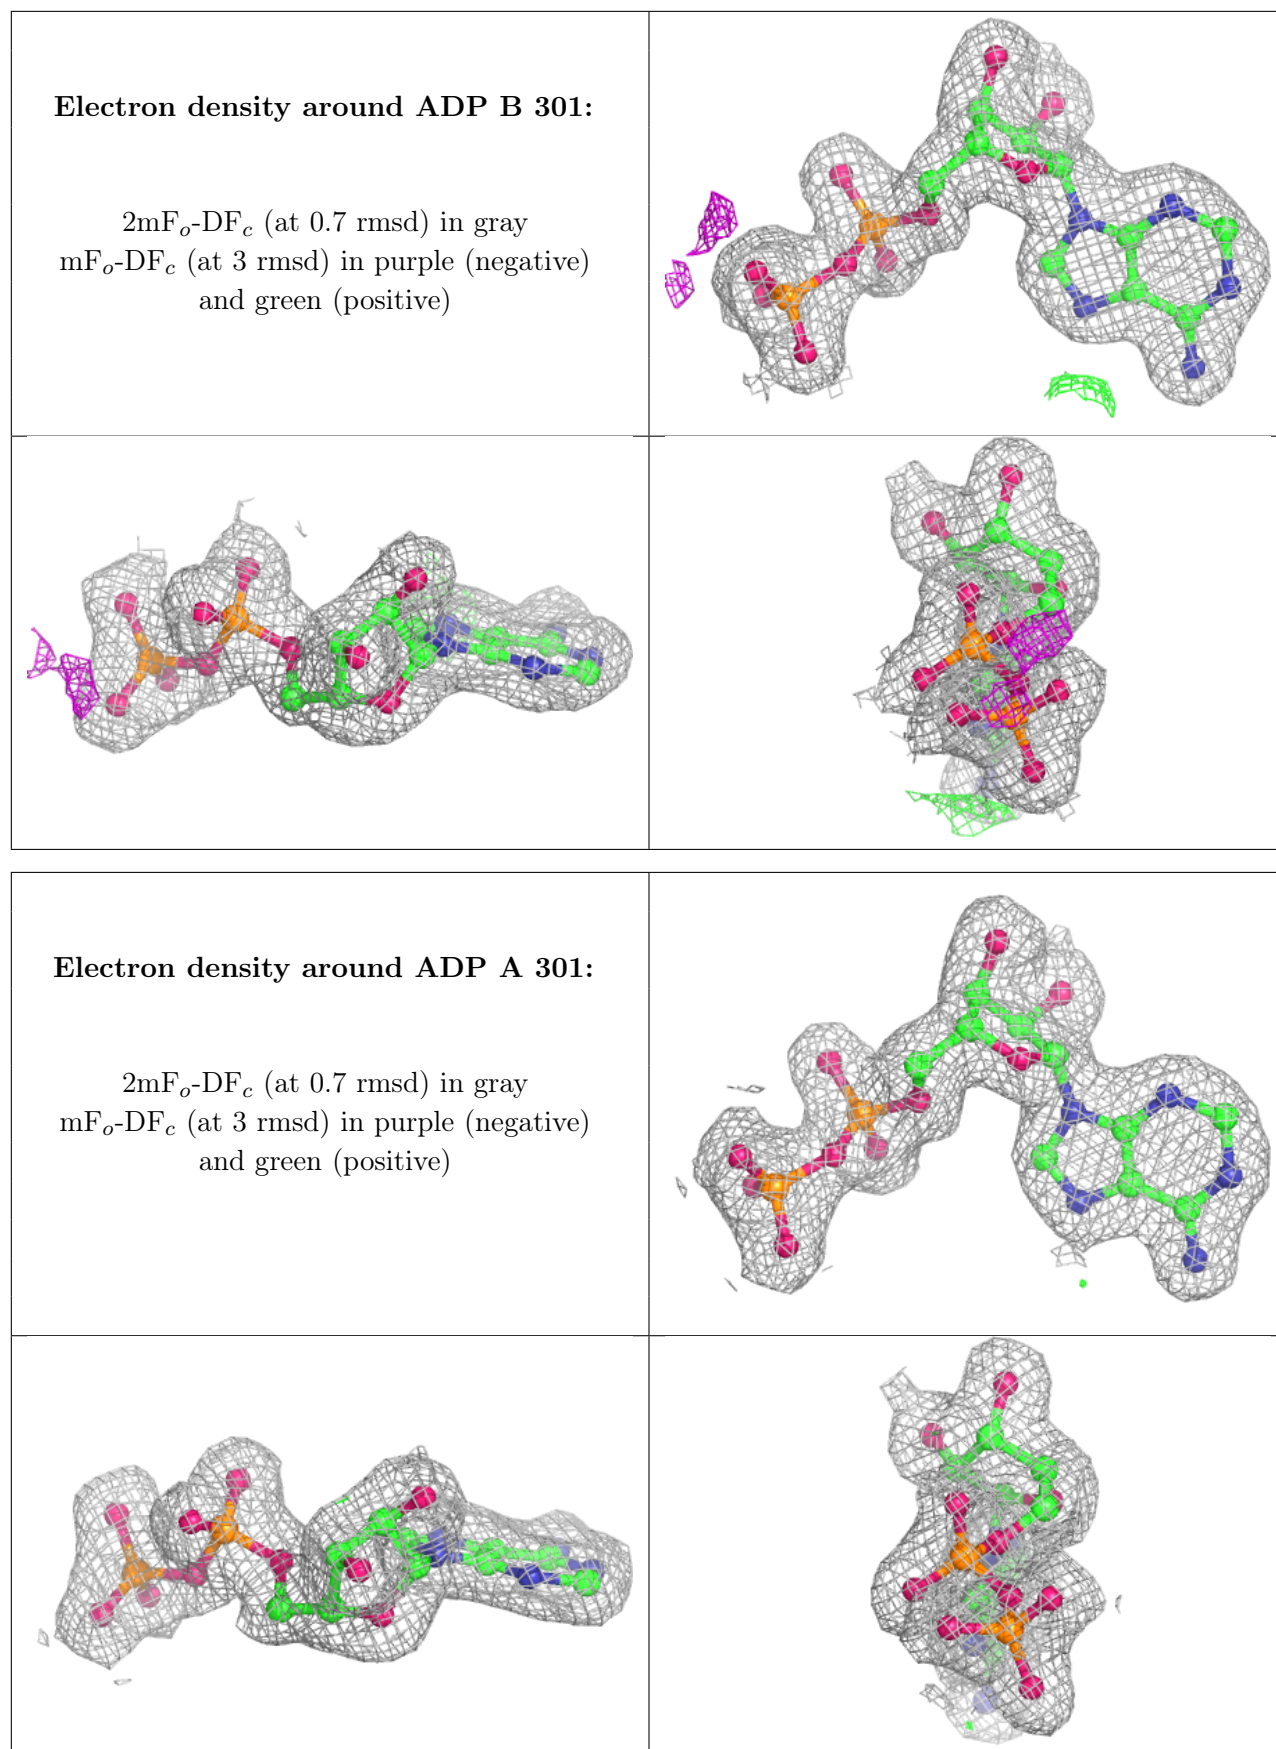 Electron density around ADP B 301:
2mFo-DFc (at 0.7 rmsd) in gray
mFo-DFc (at 3 rmsd) in purple (negative)
and green (positive)
Electron density around ADP A 301:
2mFo-DFc (at 0.7 rmsd) in gray
mFo-DFc (at 3 rmsd) in purple (negative)
and green (positive)